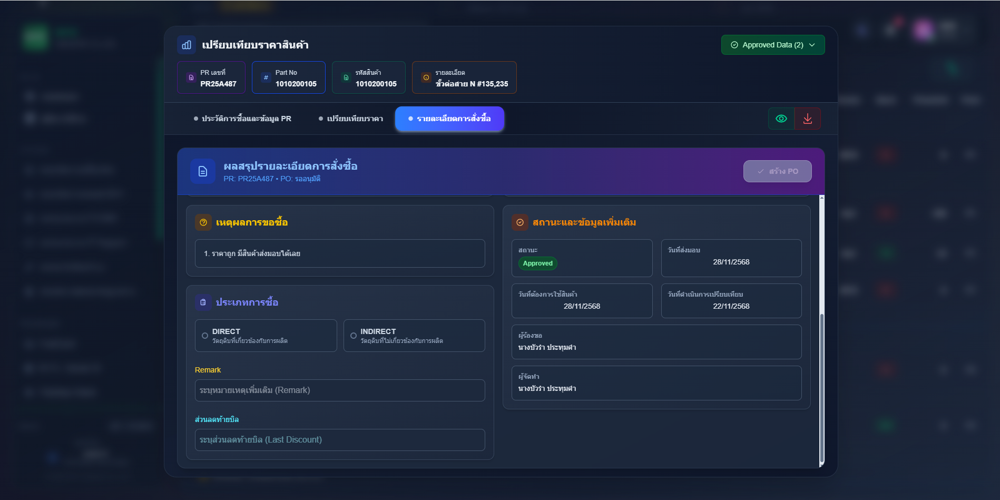 เปรียบเทียบราคาสินค้า
Approved Data (2)
PR เลขที่
PR25A487
Part No
1010200105
รหัสสินค้า
1010200105
รายละเอียด
ขั้วต่อสาย N #135,235
ประวัติการซื้อและข้อมูล PR
เปรียบเทียบราคา
รายละเอียดการสั่งซื้อ
ผลสรุปรายละเอียดการสั่งซื้อ
PR: PR25A487 • PO: รออนุมัติ
สร้าง PO
เหตุผลการขอซื้อ
1. ราคาถูก มีสินค้าส่งมอบได้เลย
ประเภทการซื้อ
DIRECT
วัตถุดิบที่เกี่ยวข้องกับการผลิต
INDIRECT
วัตถุดิบที่ไม่เกี่ยวข้องกับการผลิต
Remark
ระบุหมายเหตุเพิ่มเติม (Remark)
ส่วนลดท้ายบิล
ระบุส่วนลดท้ายบิล (Last Discount)
สถานะและข้อมูลเพิ่มเติม
สถานะ
Approved
วันที่ส่งมอบ
28/11/2568
วันที่ต้องการใช้สินค้า
28/11/2568
วันที่ดำเนินการเปรียบเทียบ
22/11/2568
ผู้ร้องขอ
นางบัวรำ ประทุมคำ
ผู้จัดทำ
นางบัวรำ ประทุมคำ